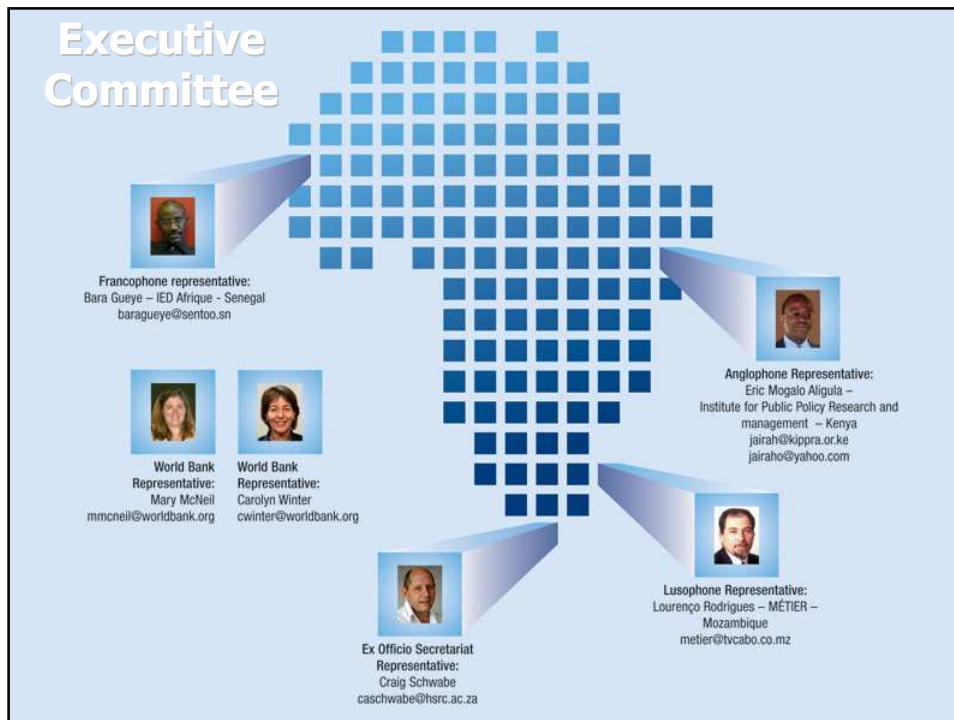 Executive
Committee
Francophone representative:
Bara Gueye – IED Afrique - Senegal
baragueye@sentoo.sn
Anglophone Representative:
Eric Mogalo Aligula –
Institute for Public Policy Research and
management – Kenya
jairah@kippra.or.ke
jairaho@yahoo.com
World Bank
Representative:
Mary McNeil
mmcneil@worldbank.org
World Bank
Representative:
Carolyn Winter
cwinter@worldbank.org
Lusophone Representative:
Lourenço Rodrigues – MÉTIER –
Mozambique
metier@tvcabo.co.mz
Ex Officio Secretariat
Representative:
Craig Schwabe
caschwabe@hsrc.ac.za